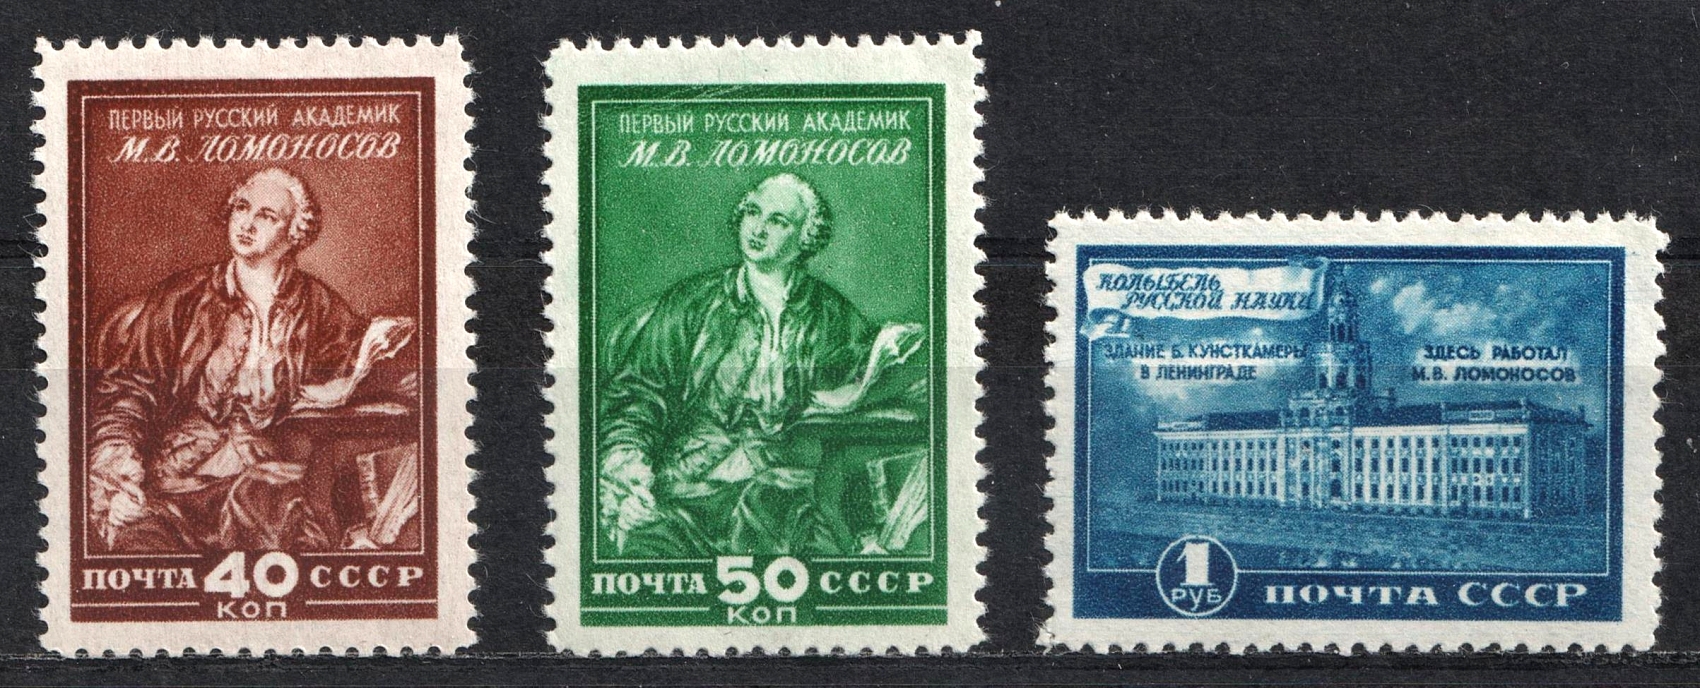 ПЕРВЫЙ РУССКИЙ АКАДЕМИК
М.В. ЛОМОНОСОВ
ПОЧТА 40 СССР
КОП
ПЕРВЫЙ РУССКИЙ АКАДЕМИК
М.В. ЛОМОНОСОВ
ПОЧТА 50 СССР
КОП
КОЛЫБЕЛЬ
РУССКОЙ НАУКИ
ЗДАНИЕ Б. КУНСТКАМЕРЫ
В ЛЕНИНГРАДЕ
ЗДЕСЬ РАБОТАЛ
М.В. ЛОМОНОСОВ
1
РУБ
ПОЧТА СССР